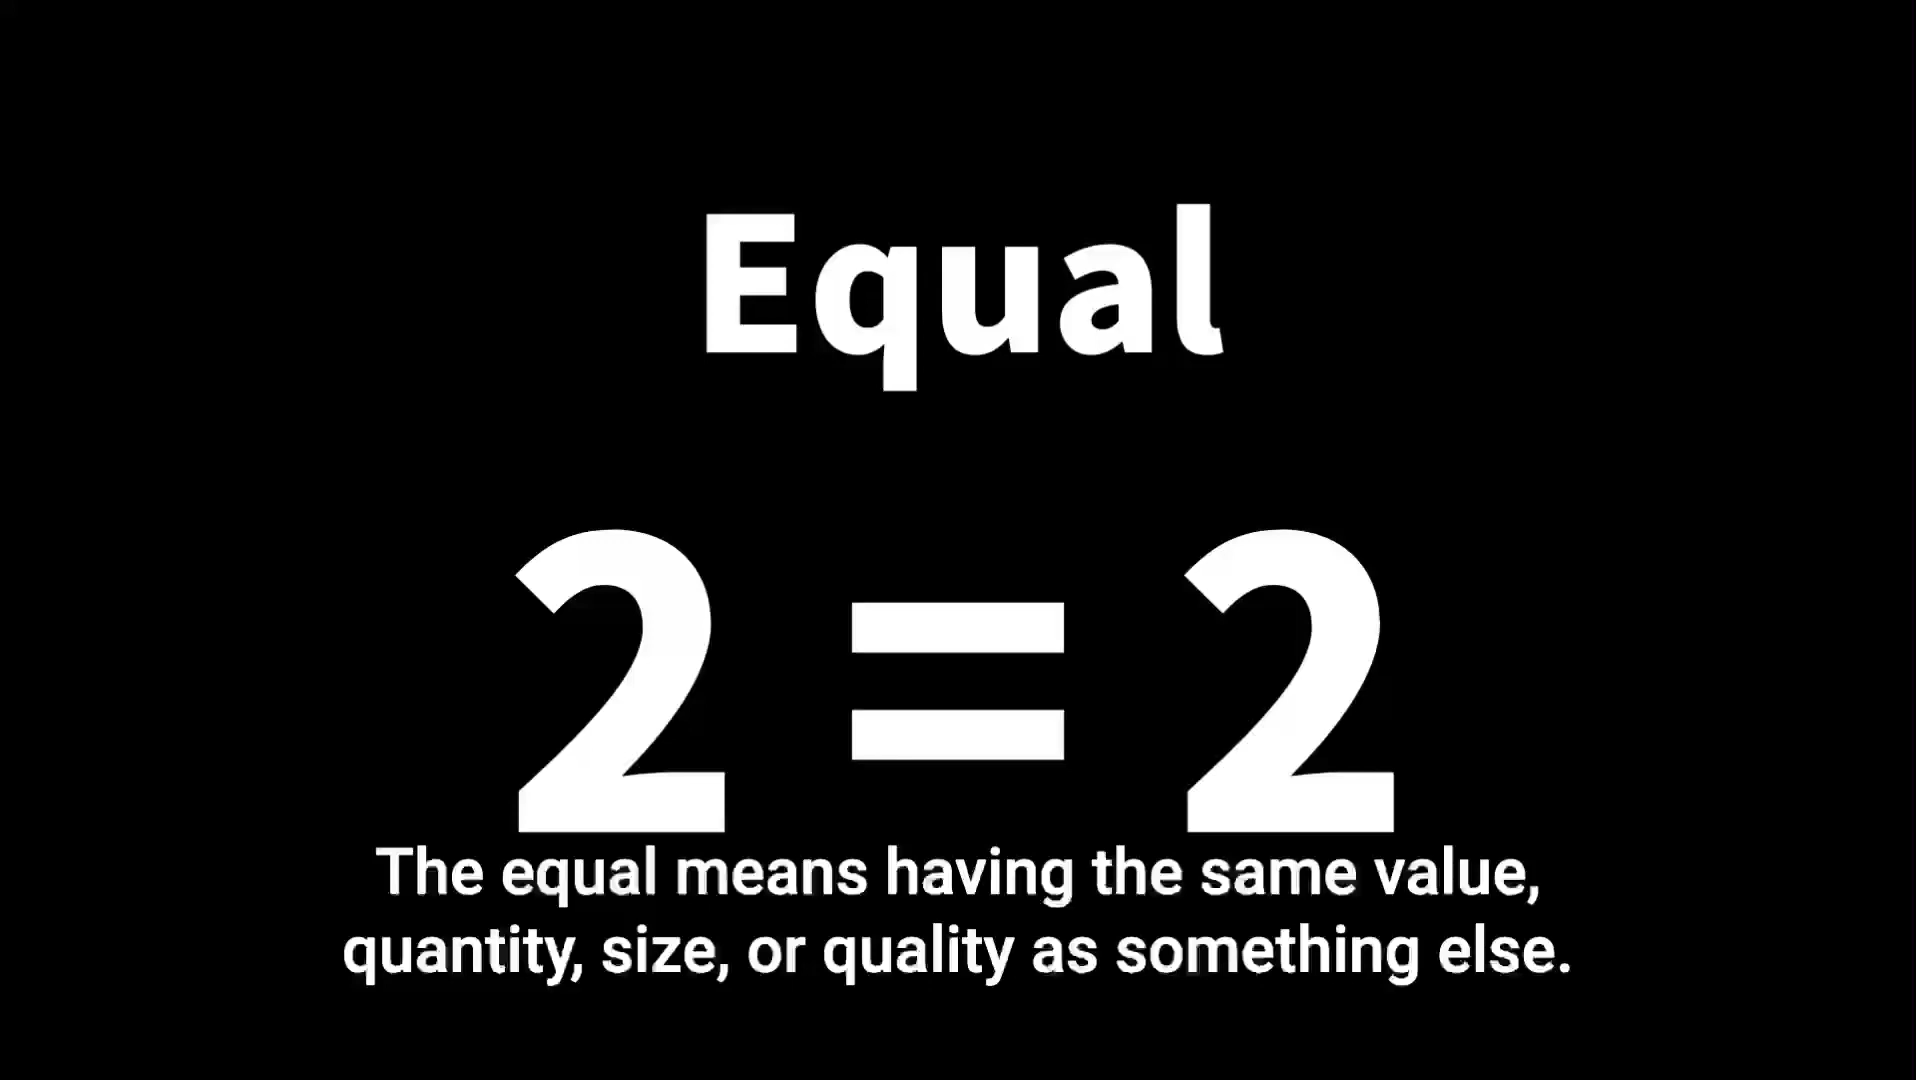 Equal
2 = 2
The equal means having the same value,
quantity, size, or quality as something else.